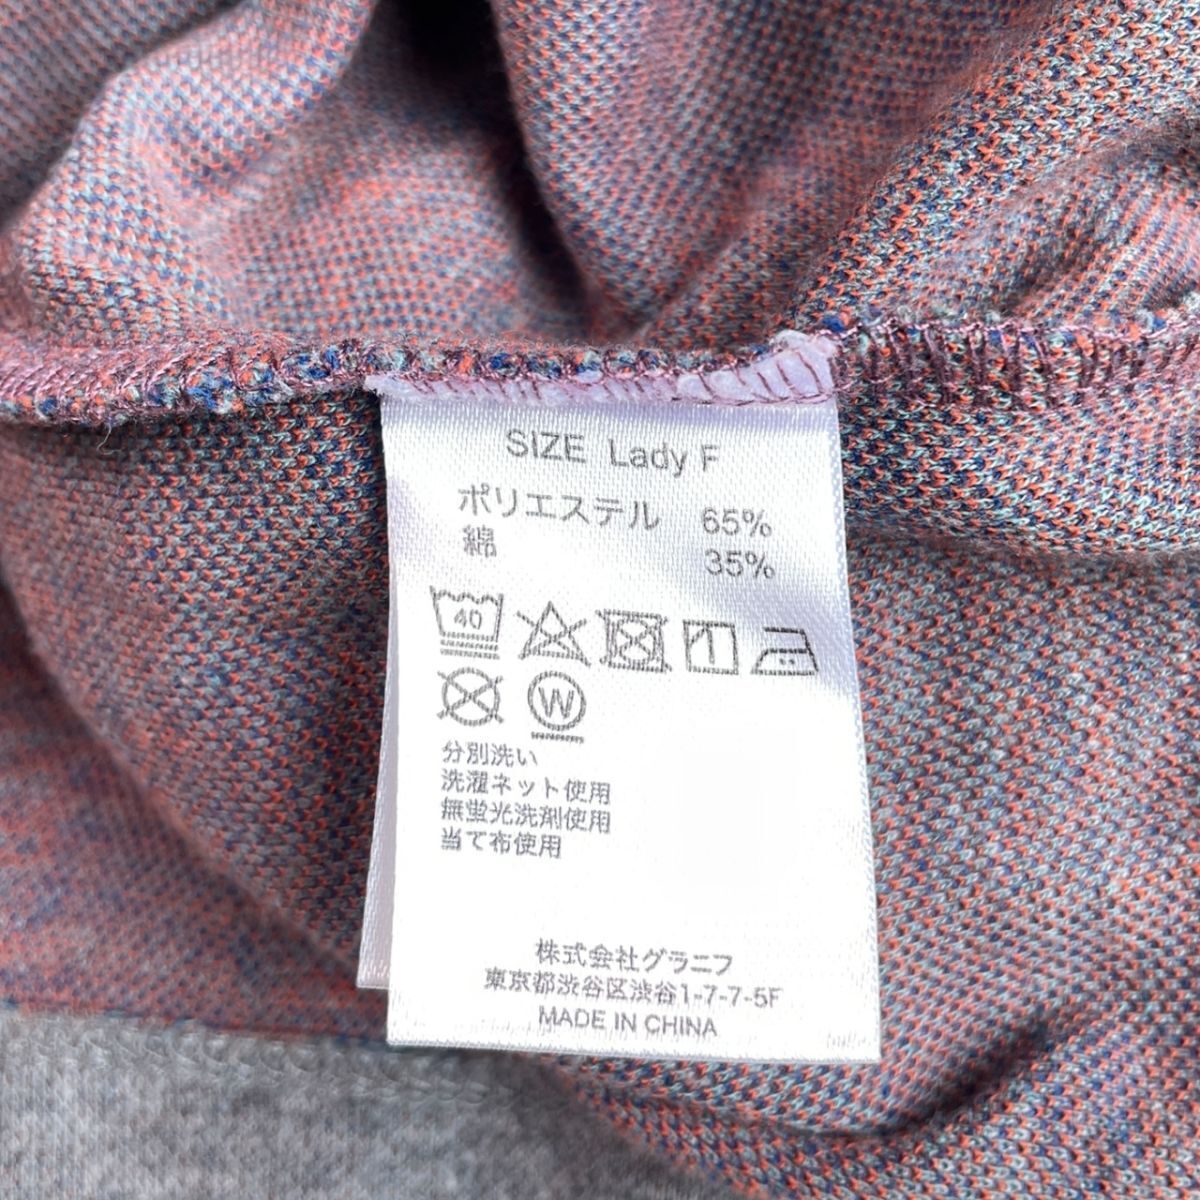 SIZE Lady F
ポリエステル 65%
綿 35%
40
W
分別洗い
洗濯ネット使用
無蛍光洗剤使用
当て布使用
株式会社グラニフ
東京都渋谷区渋谷1-7-7-5F
MADE IN CHINA